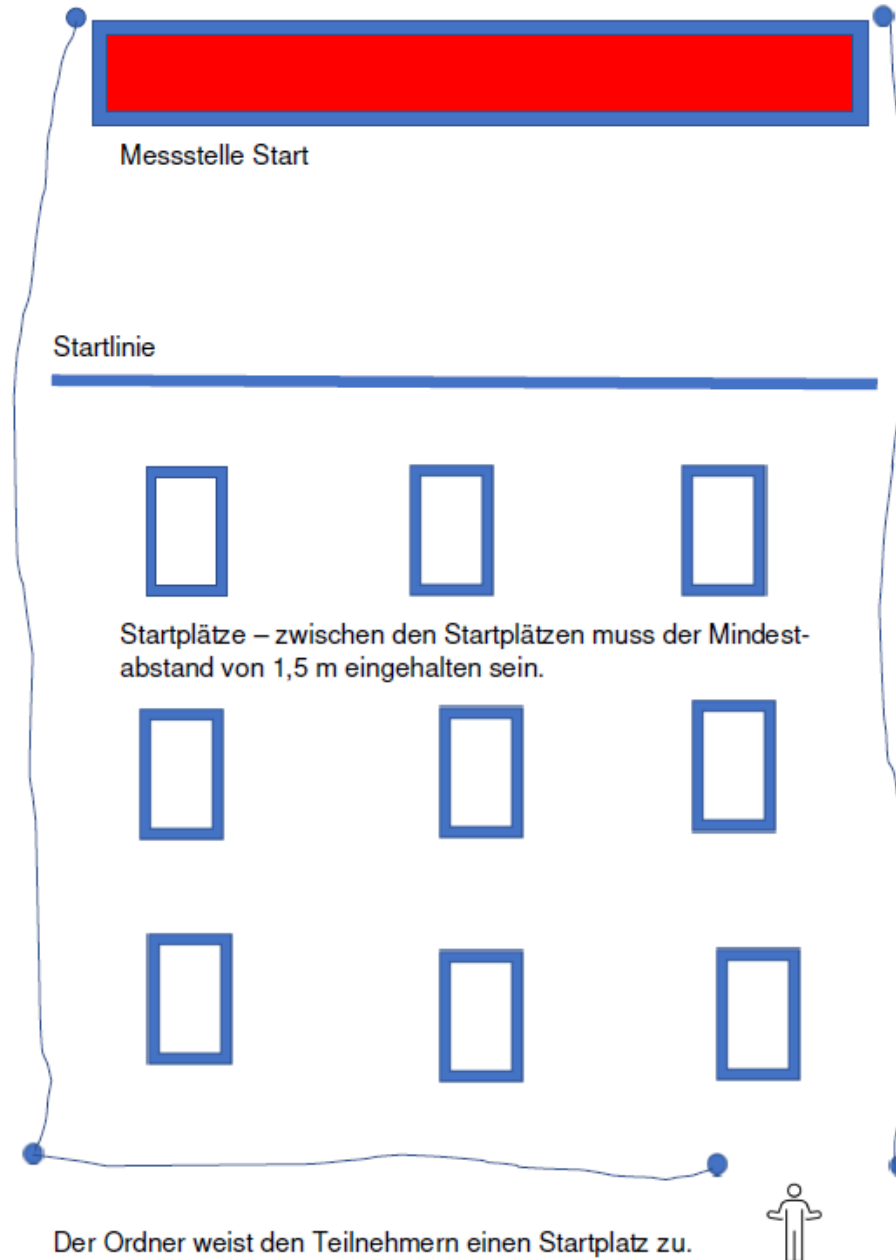 Messstelle Start
Startlinie
Startplätze – zwischen den Startplätzen muss der Mindest-
abstand von 1,5 m eingehalten sein.
Der Ordner weist den Teilnehmern einen Startplatz zu.